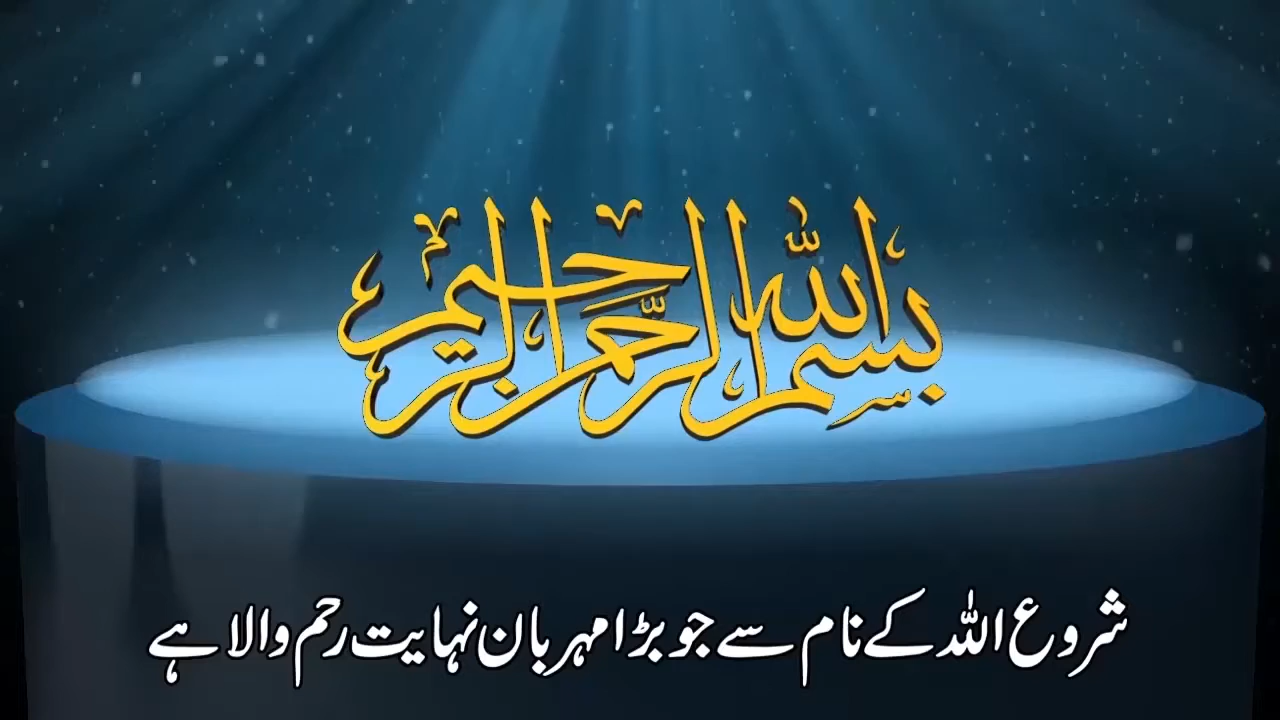 بسم الله الرحمن الرحيم
شروع اللہ کے نام سے جو بڑا مہربان نہایت رحم والا ہے